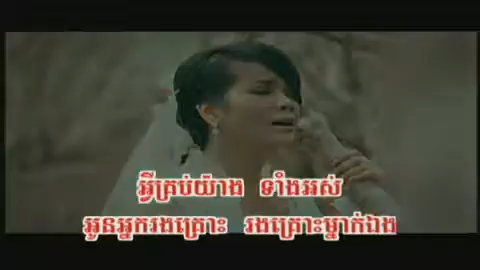 អ្វីគ្រប់យ៉ាង ទាំងអស់
អូនអ្នករងគ្រោះ រងគ្រោះម្នាក់ឯង